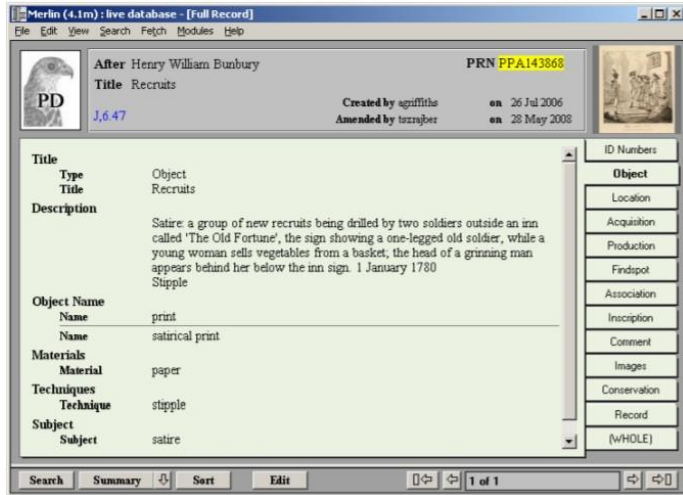 Merlin (4.1m) : live database - [Full Record]
File Edit View Search Fetch Modules Help
After Henry William Bunbury PRN PPA143868
Title Recruits
PD
J,6.47
Created by agriffiths on 26 Jul 2006
Amended by tszrajber on 28 May 2008
Title
Type Object
Title Recruits
Description
Satire: a group of new recruits being drilled by two soldiers outside an inn
called 'The Old Fortune', the sign showing a one-legged old soldier, while a
young woman sells vegetables from a basket; the head of a grinning man
appears behind her below the inn sign. 1 January 1780
Stipple
Object Name
Name print
Name satirical print
Materials
Material paper
Techniques
Technique stipple
Subject
Subject satire
ID Numbers
Object
Location
Acquisition
Production
Findspot
Association
Inscription
Comment
Images
Conservation
Record
(WHOLE)
Search Summary Sort Edit 1 of 1